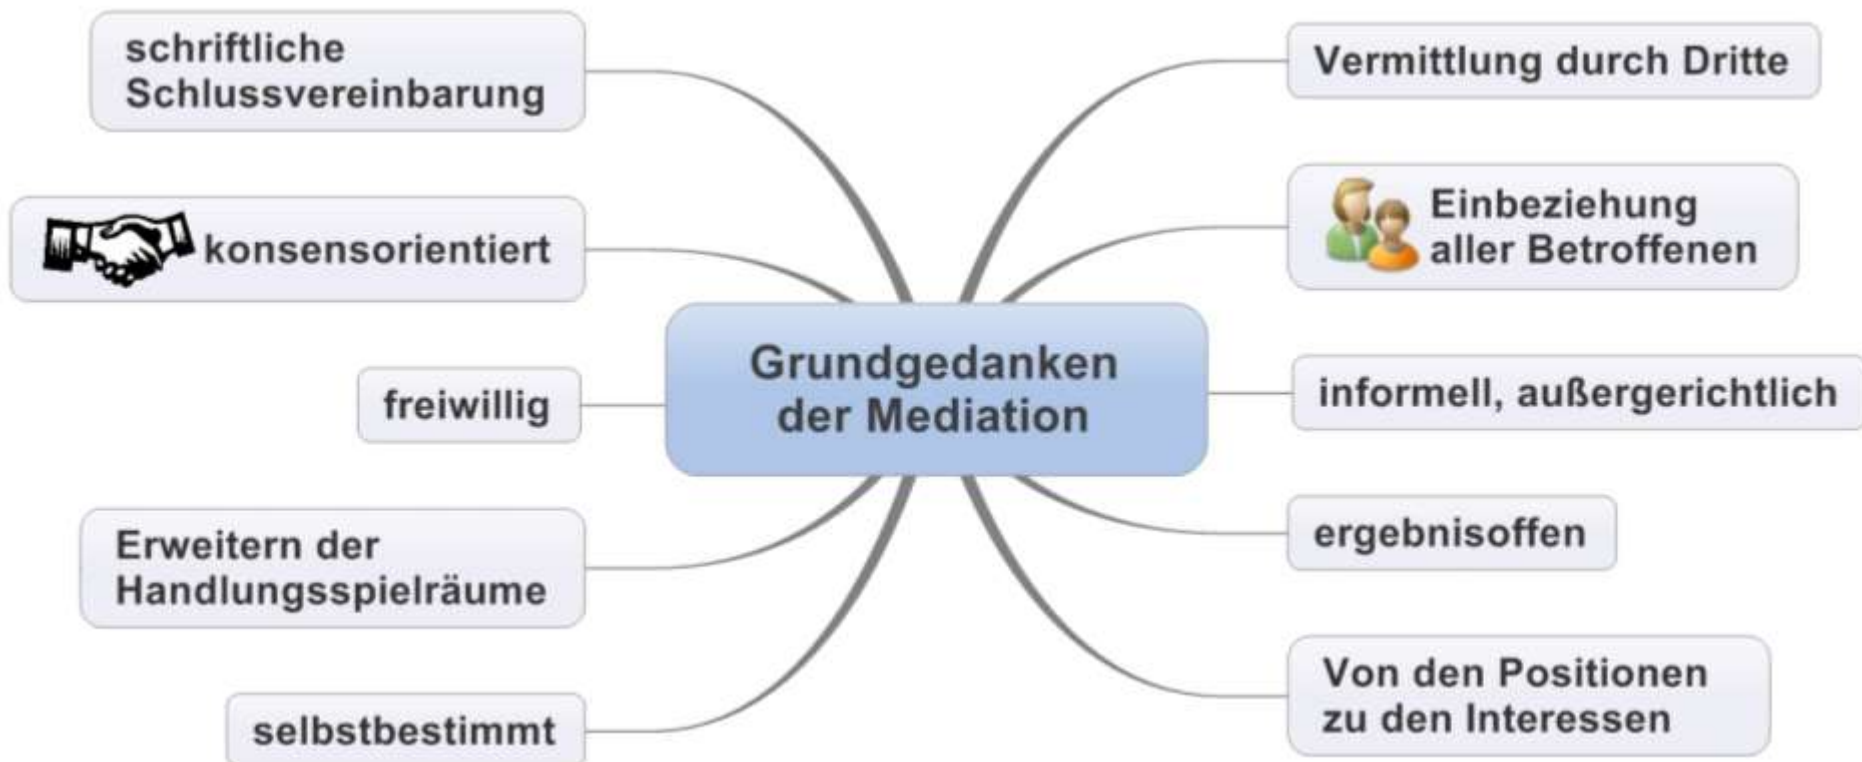 Grundgedanken
der Mediation
Vermittlung durch Dritte
Einbeziehung
aller Betroffenen
informell, außergerichtlich
ergebnisoffen
Von den Positionen
zu den Interessen
schriftliche
Schlussvereinbarung
konsensorientiert
freiwillig
Erweitern der
Handlungsspielräume
selbstbestimmt